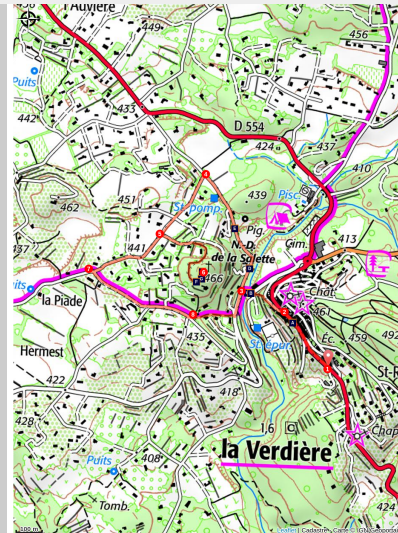 l'Auvière
449
456
Puits
442
433
D 554
424
437
410
462
451
St. pomp.
439
Pisc.
Pig.
N.-D.
de la Salette
Cim.
413
437
441
466
la Piade
Chât.
461
Hermest
435
St. épur.
Éc.
459
492
422
418
St-R
428
1,6
408
la Verdière
Chap
Puits
Tomb.
424
100 m
Leaflet | Cadastre - Carte © IGN/Geoportail